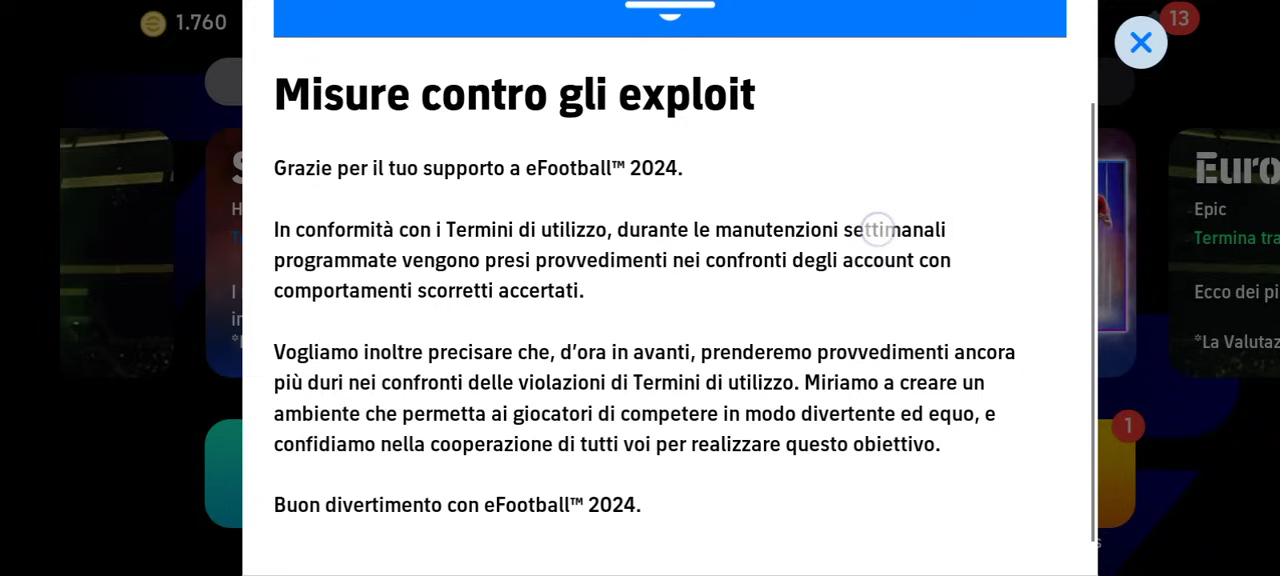 1.760
13
Misure contro gli exploit
Grazie per il tuo supporto a eFootball™ 2024.
In conformità con i Termini di utilizzo, durante le manutenzioni settimanali
programmate vengono presi provvedimenti nei confronti degli account con
comportamenti scorretti accertati.
Vogliamo inoltre precisare che, d'ora in avanti, prenderemo provvedimenti ancora
più duri nei confronti delle violazioni di Termini di utilizzo. Miriamo a creare un
ambiente che permetta ai giocatori di competere in modo divertente ed equo, e
confidiamo nella cooperazione di tutti voi per realizzare questo obiettivo.
Buon divertimento con eFootball™ 2024.
Euro
Epic
Termina tra
Ecco dei pi
*La Valutaz
1